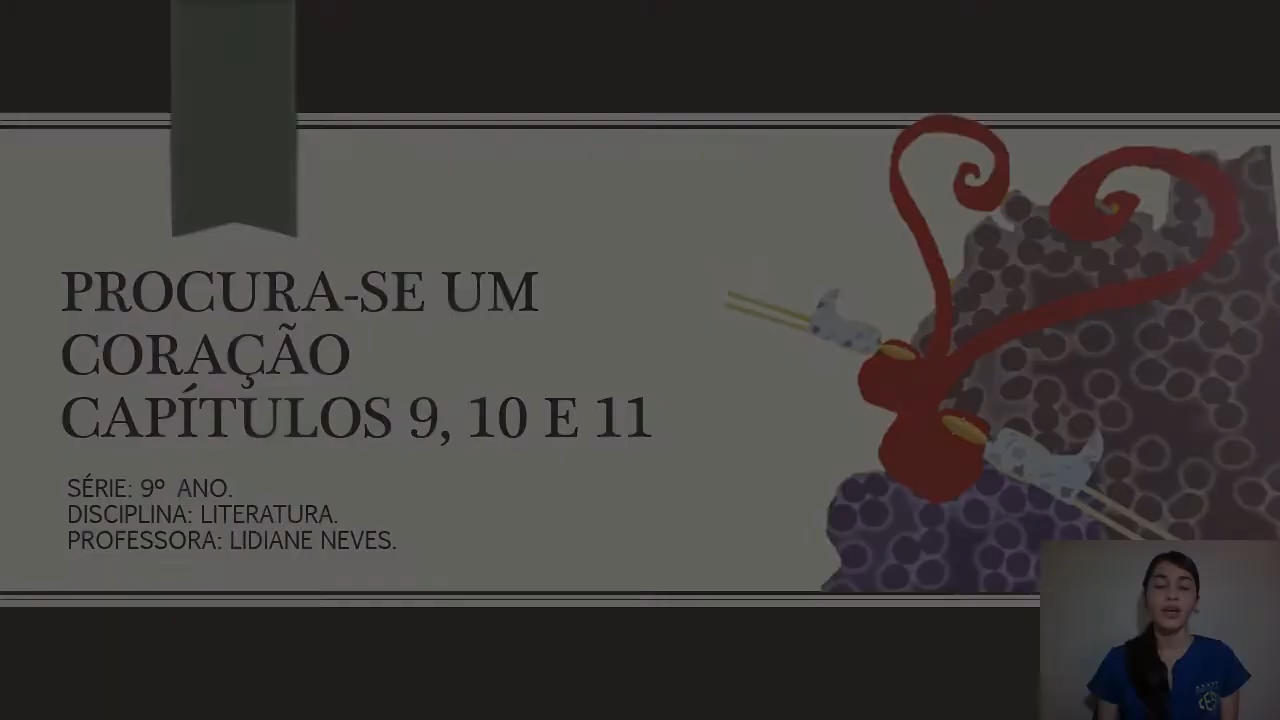 PROCURA-SE UM
CORAÇÃO
CAPÍTULOS 9, 10 E 11
SÉRIE: 9º ANO.
DISCIPLINA: LITERATURA.
PROFESSORA: LIDIANE NEVES.